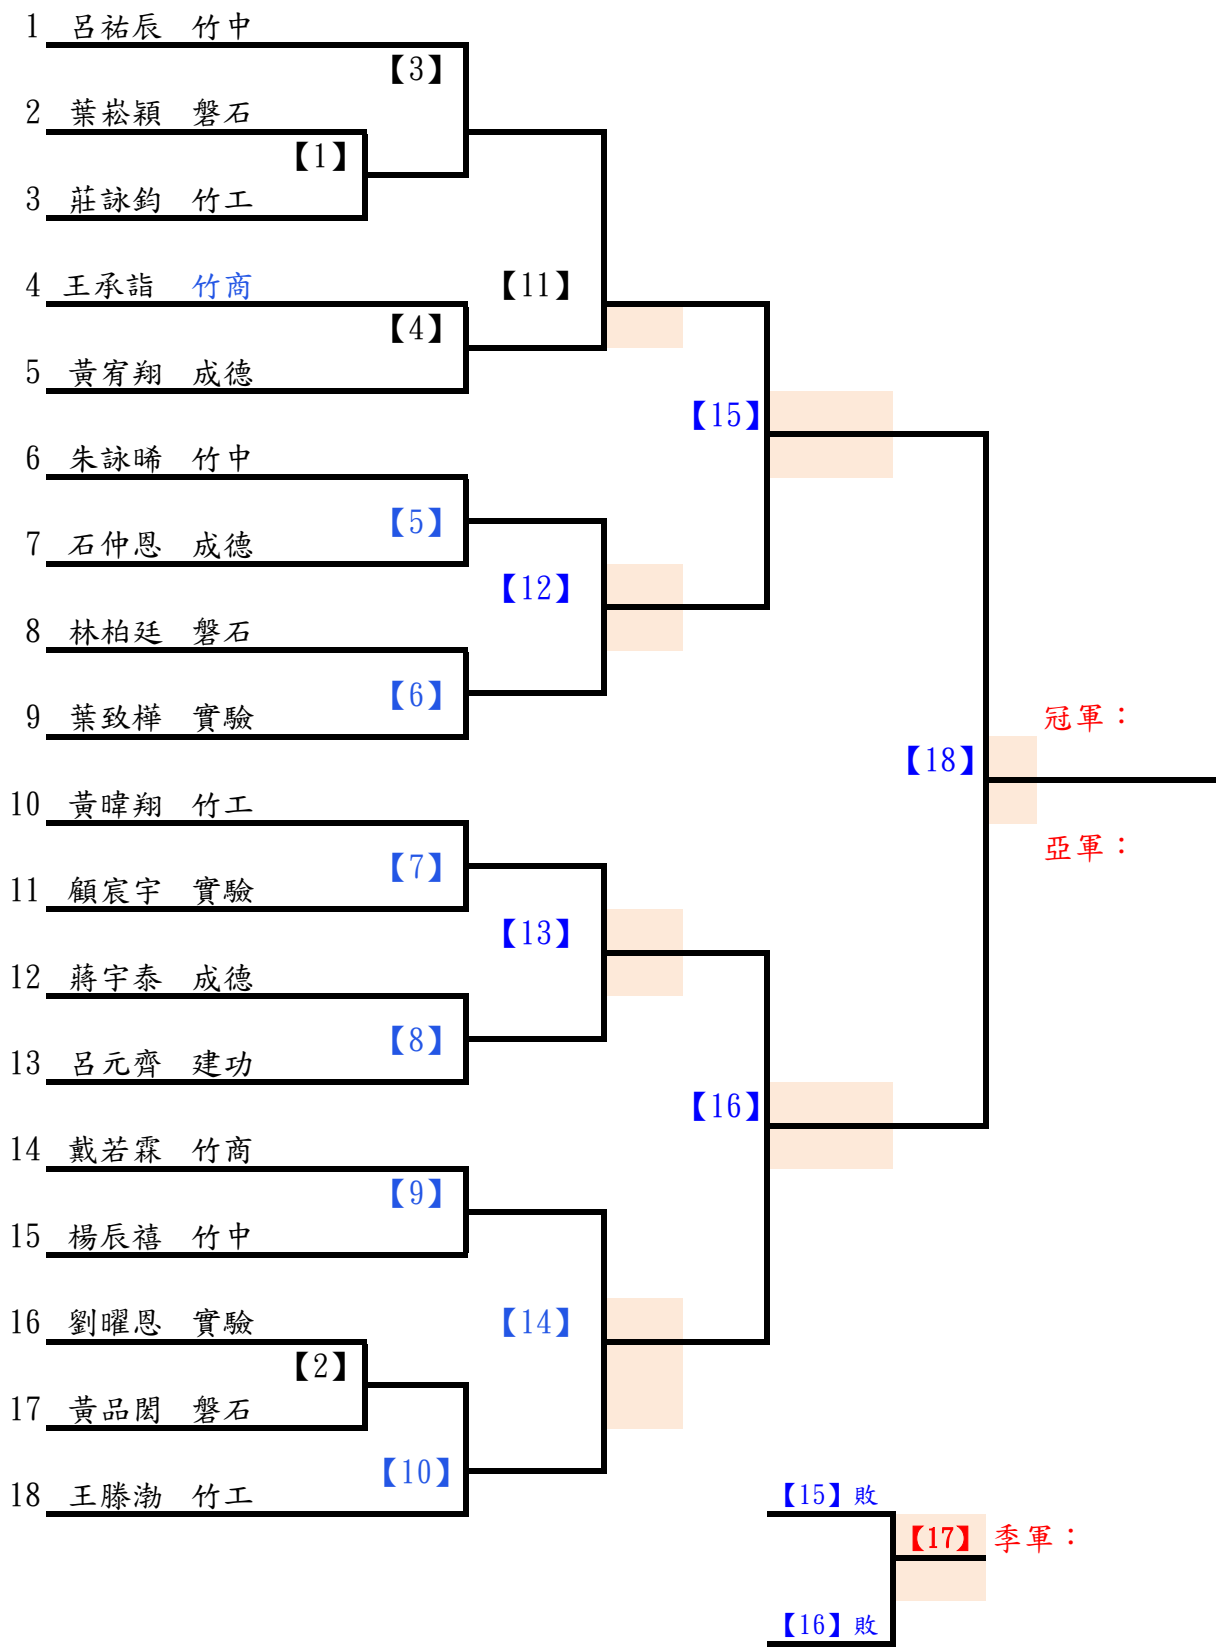 1 呂祐辰 竹中
【3】
2 葉崧穎 磐石
【1】
3 莊詠鈞 竹工
4 王承詣 竹商
【11】
【4】
5 黃宥翔 成德
【15】
6 朱詠晞 竹中
【5】
7 石仲恩 成德
【12】
8 林柏廷 磐石
【6】
9 葉致樺 實驗
冠軍：
【18】
10 黃暐翔 竹工
亞軍：
【7】
11 顧宸宇 實驗
【13】
12 蔣宇泰 成德
【8】
13 呂元齊 建功
【16】
14 戴若霖 竹商
【9】
15 楊辰禧 竹中
16 劉曜恩 實驗
【14】
【2】
17 黃品閎 磐石
【10】
18 王滕渤 竹工
【15】敗
【17】 季軍：
【16】敗